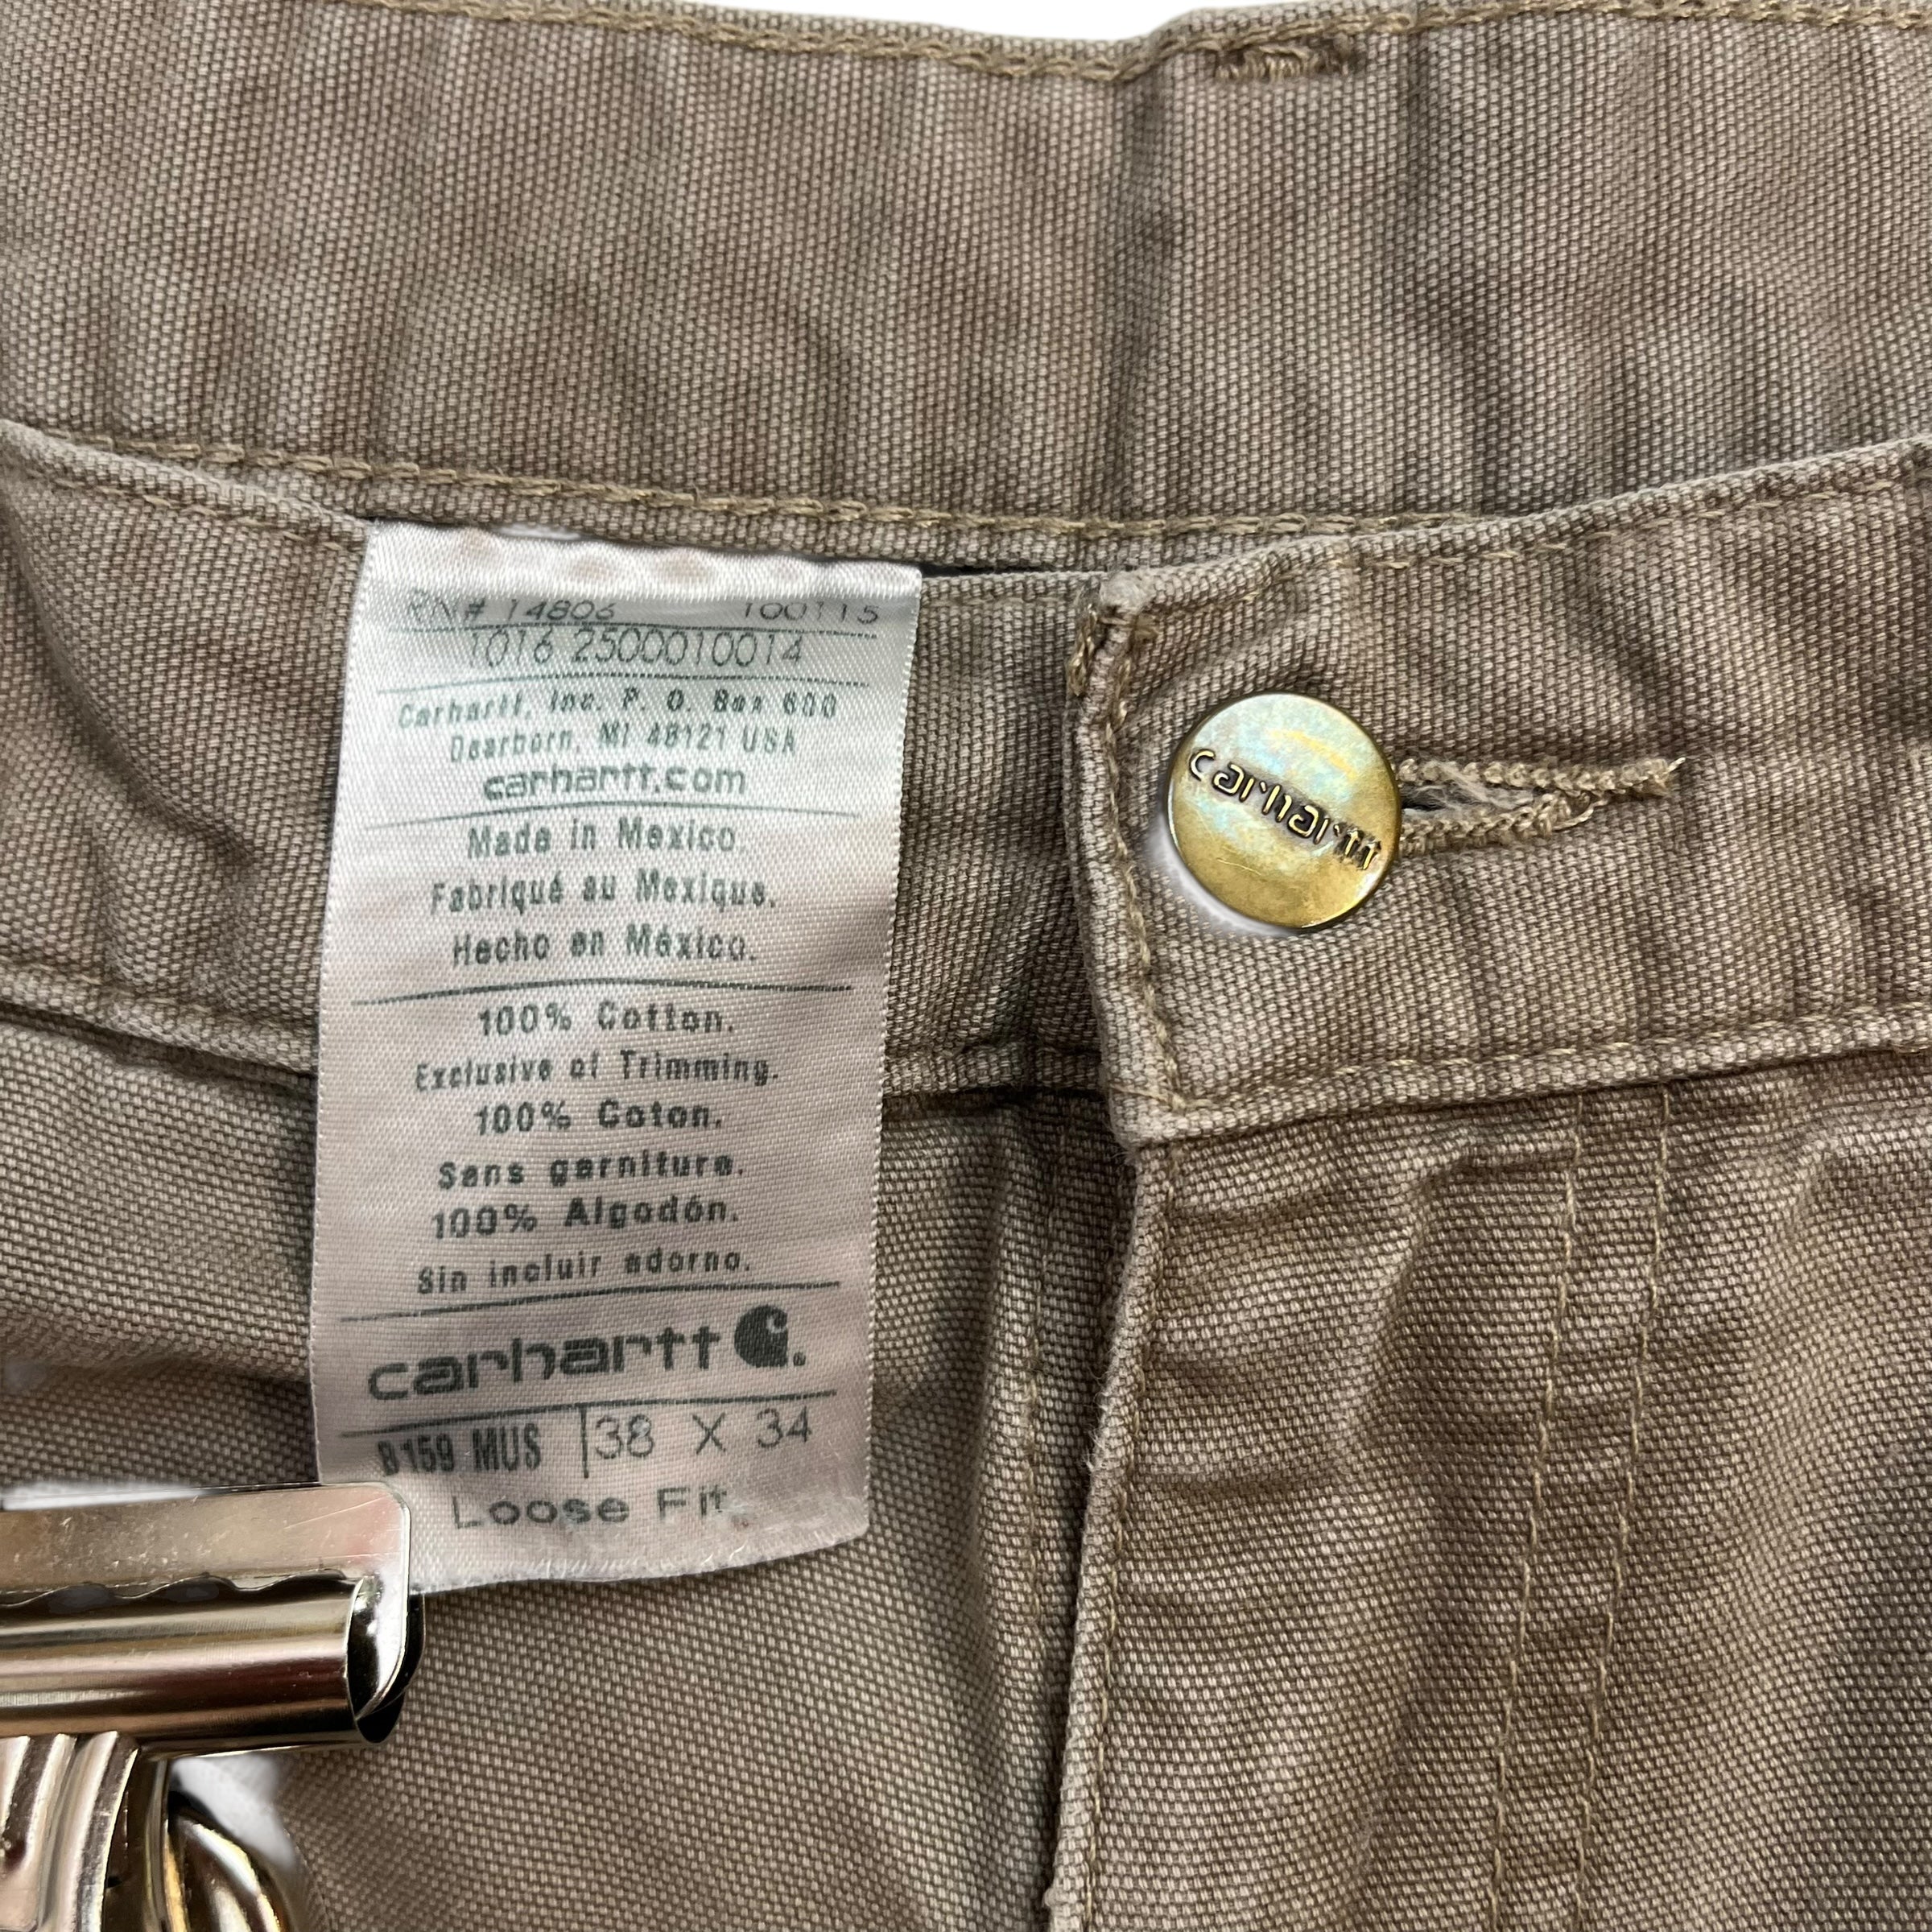 RN# 14806 100115
1016 2500010014
Carhartt, Inc. P. O. Box 600
Dearborn, MI 48121 USA
carhartt.com
Made in Mexico.
Fabriqué au Mexique.
Hecho en México.
100% Cotton.
Exclusive of Trimming.
100% Coton.
Sans garniture.
100% Algodón.
Sin incluir adorno.
carhartt
B159 MUS 38 X 34
Loose Fit.
carhartt